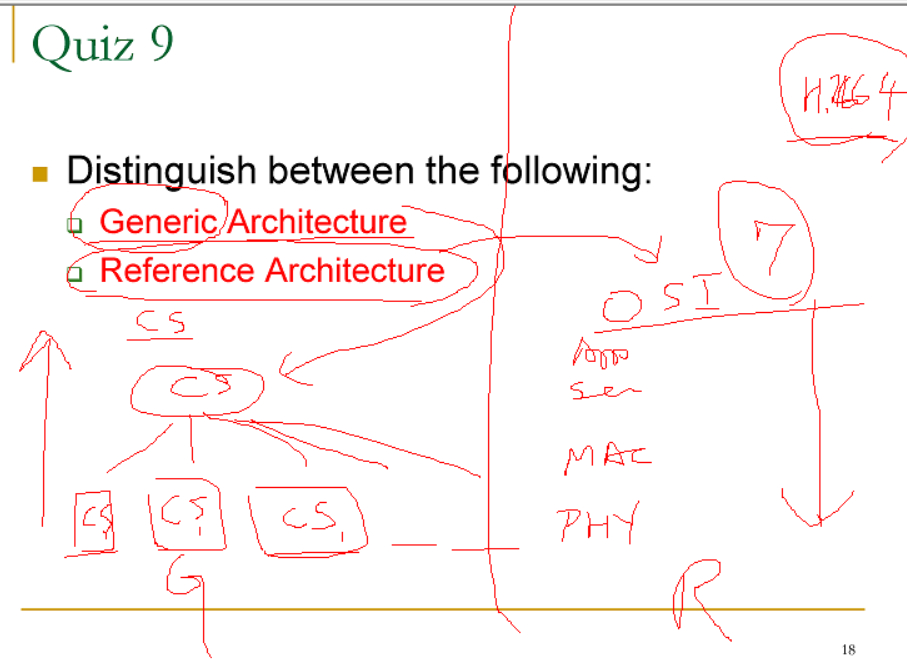 Quiz 9
H.264
Distinguish between the following:
Generic Architecture
Reference Architecture
7
OSI
CS
CS
App
Ser
MAC
CS CS CS
PHY
G
R
18